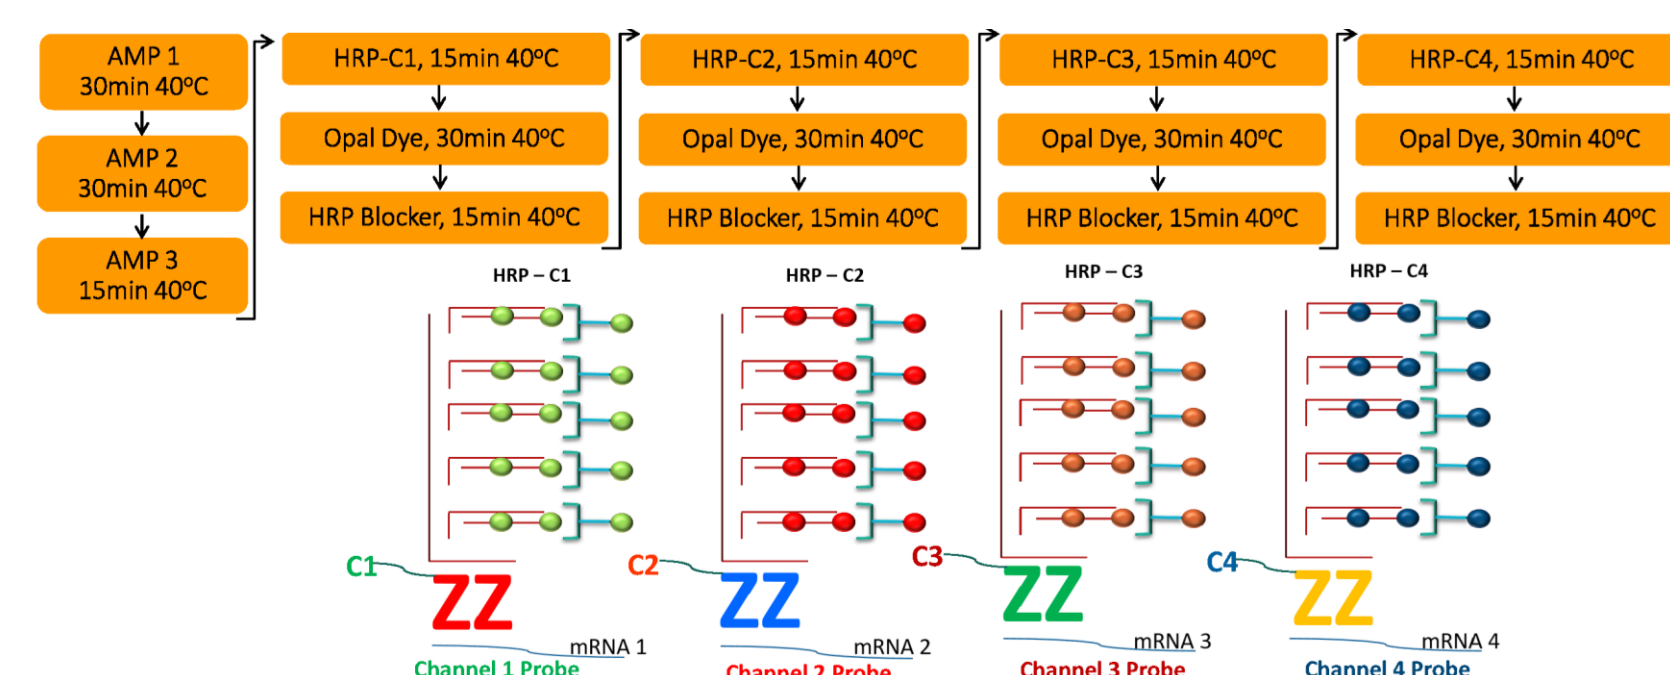 AMP 1
30min 40ºC
AMP 2
30min 40ºC
AMP 3
15min 40ºC
HRP-C1, 15min 40ºC
Opal Dye, 30min 40ºC
HRP Blocker, 15min 40ºC
HRP-C2, 15min 40ºC
Opal Dye, 30min 40ºC
HRP Blocker, 15min 40ºC
HRP-C3, 15min 40ºC
Opal Dye, 30min 40ºC
HRP Blocker, 15min 40ºC
HRP-C4, 15min 40ºC
Opal Dye, 30min 40ºC
HRP Blocker, 15min 40ºC
HRP – C1
C1
ZZ
mRNA 1
Channel 1 Probe
HRP – C2
C2
ZZ
mRNA 2
Channel 2 Probe
HRP – C3
C3
ZZ
mRNA 3
Channel 3 Probe
HRP – C4
C4
ZZ
mRNA 4
Channel 4 Probe